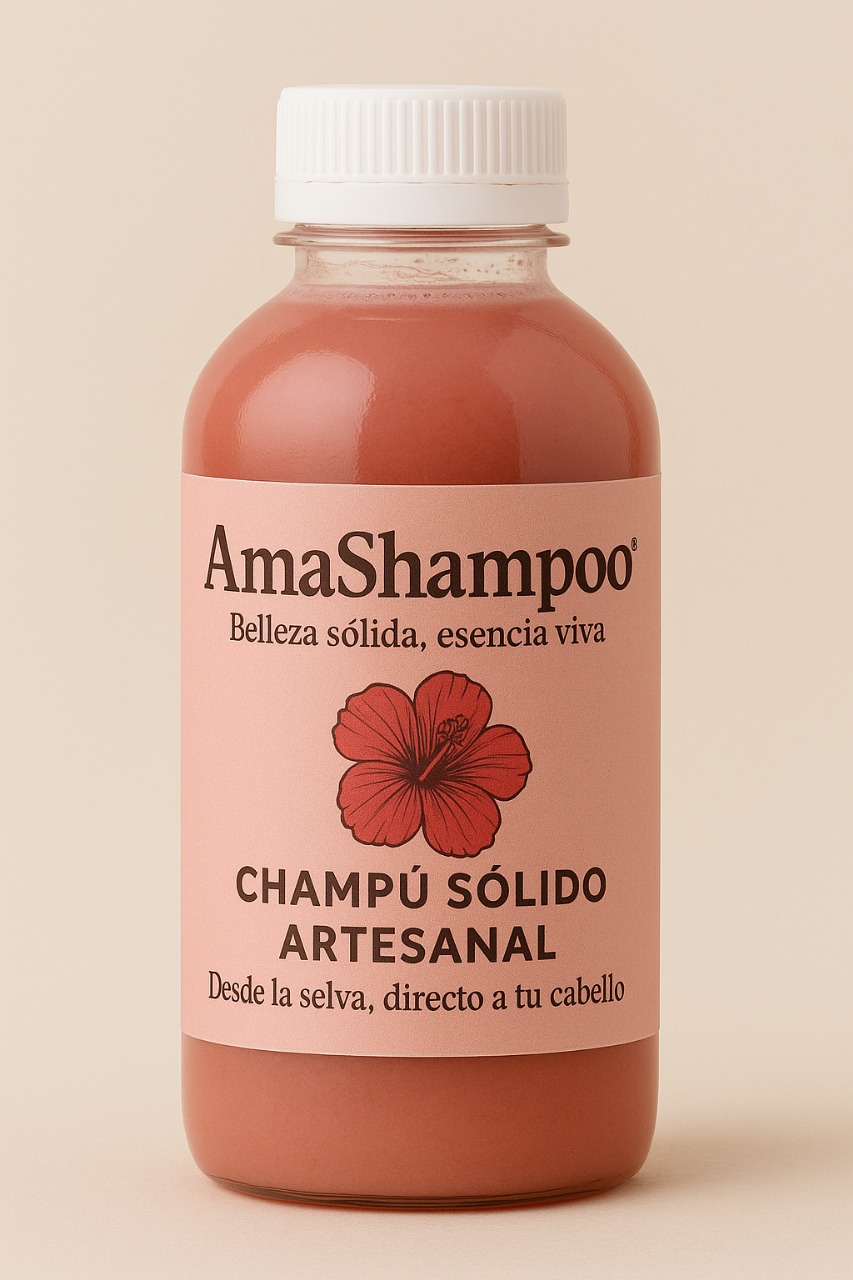 AmaShampoo®
Belleza sólida, esencia viva
CHAMPÚ SÓLIDO
ARTESANAL
Desde la selva, directo a tu cabello